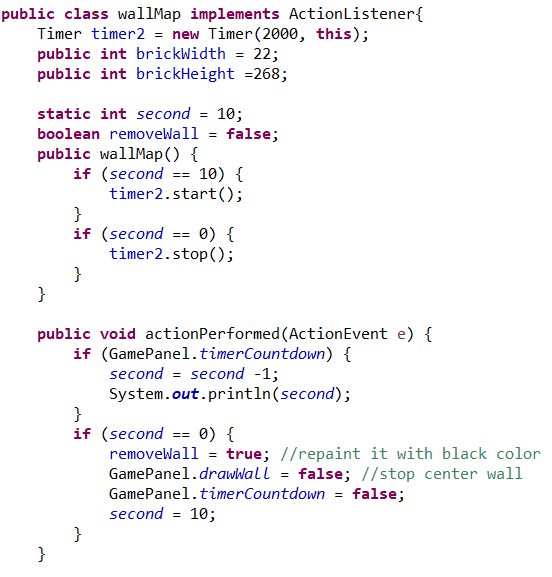 public class wallMap implements ActionListener{
    Timer timer2 = new Timer(2000, this);
    public int brickWidth = 22;
    public int brickHeight =268;

    static int second = 10;
    boolean removeWall = false;
    public wallMap() {
        if (second == 10) {
            timer2.start();
        }
        if (second == 0) {
            timer2.stop();
        }
    }

    public void actionPerformed(ActionEvent e) {
        if (GamePanel.timerCountdown) {
            second = second -1;
            System.out.println(second);
        }
        if (second == 0) {
            removeWall = true; //repaint it with black color
            GamePanel.drawWall = false; //stop center wall
            GamePanel.timerCountdown = false;
            second = 10;
        }
    }